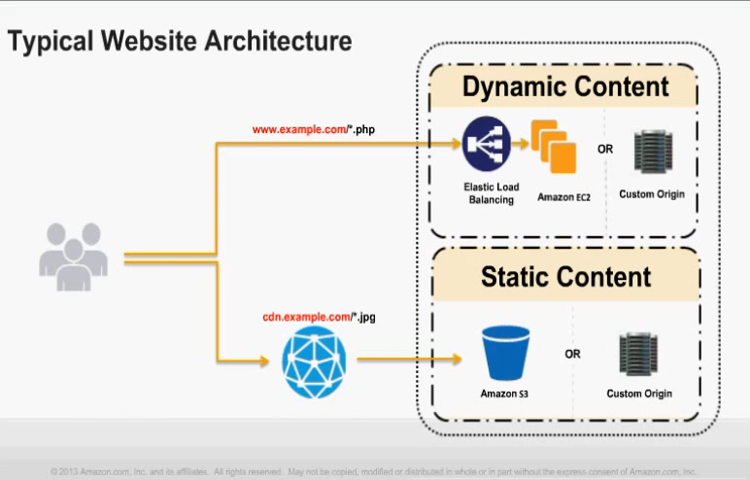 Typical Website Architecture
Dynamic Content
www.example.com/*.php
OR
Elastic Load
Balancing
Amazon EC2
Custom Origin
Static Content
cdn.example.com/*.jpg
OR
Amazon S3
Custom Origin
© 2013 Amazon.com, Inc. and its affiliates. All rights reserved. May not be copied, modified or distributed in whole or in part without the express consent of Amazon.com, Inc.